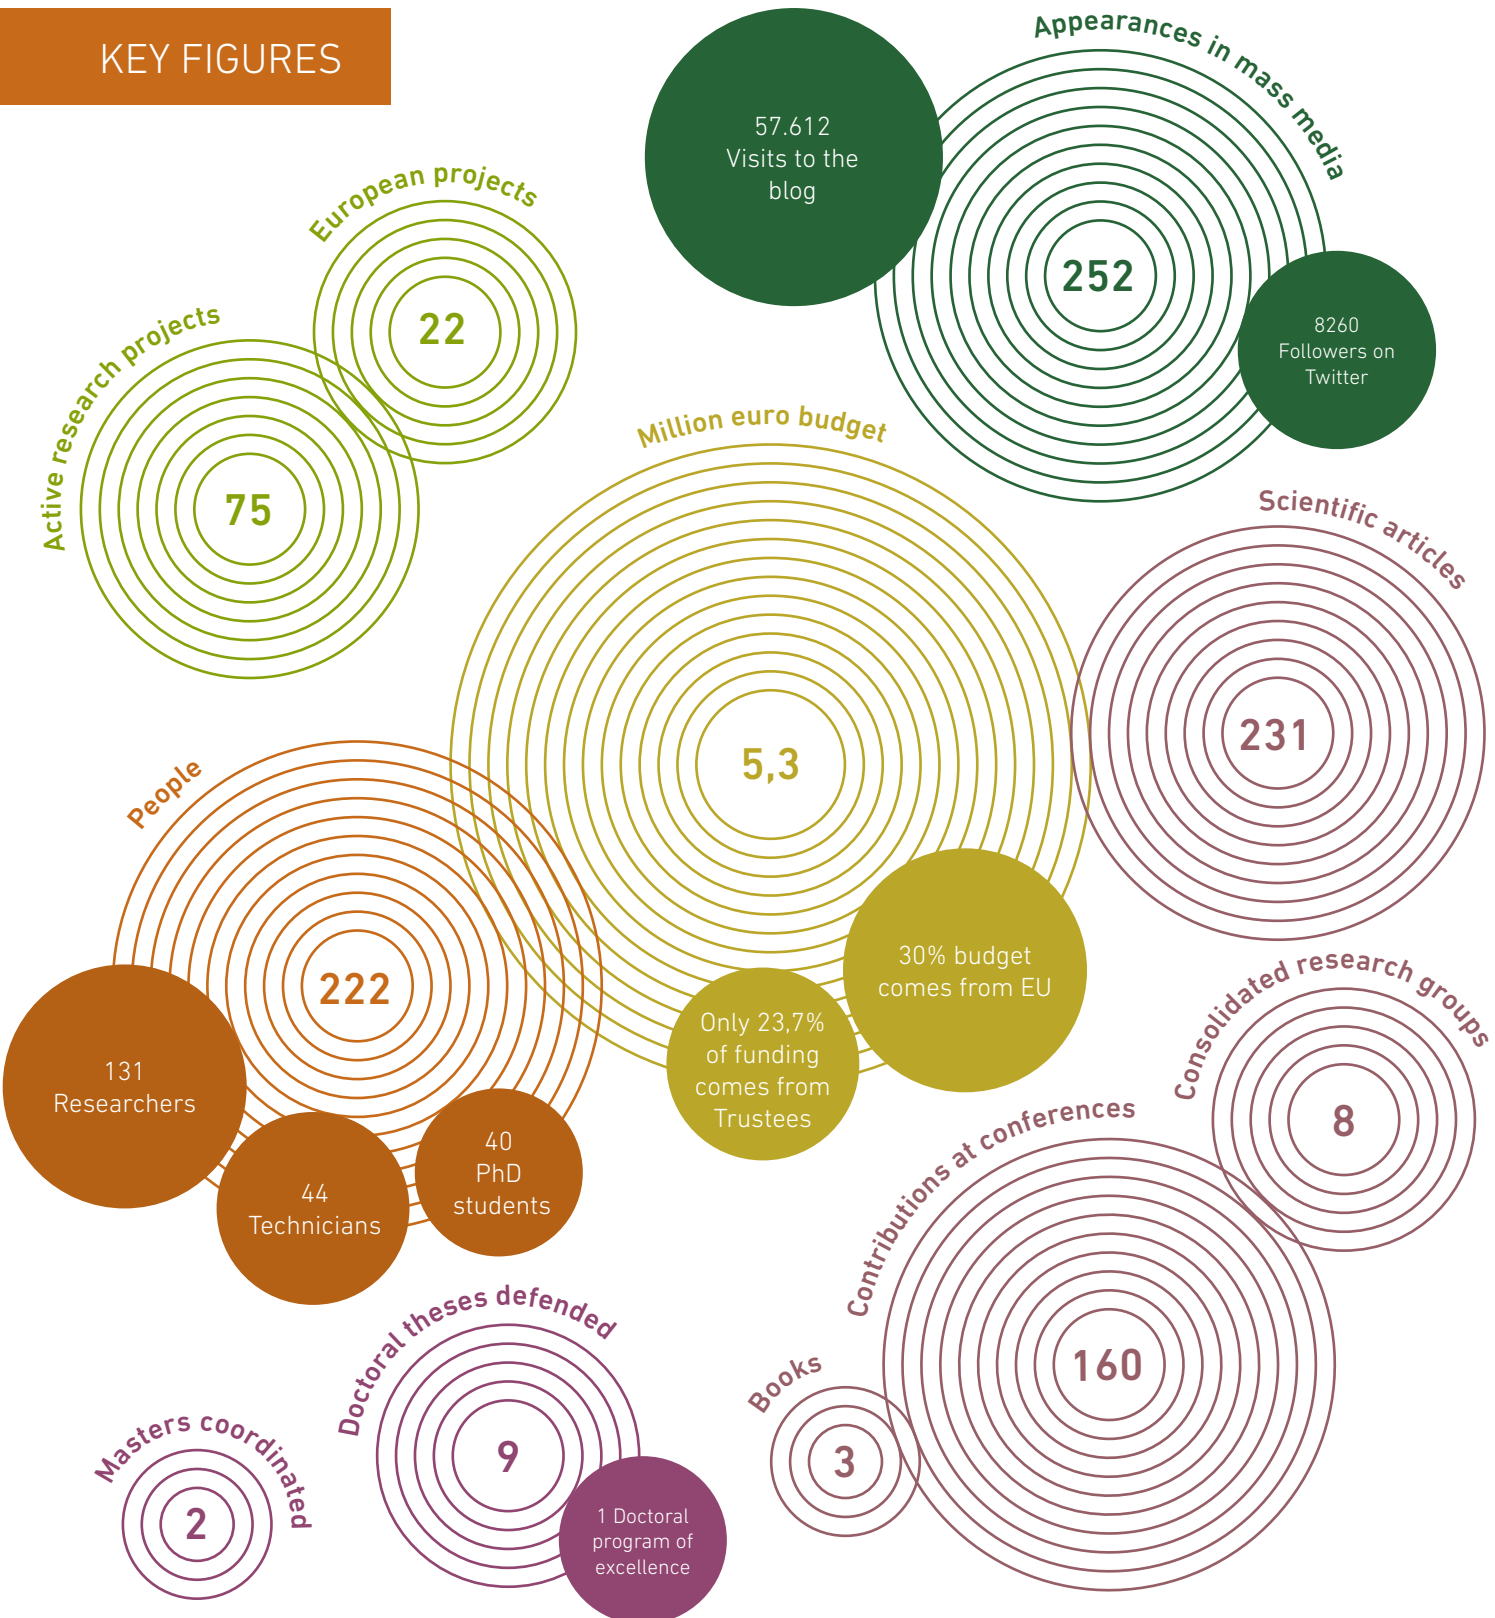 KEY FIGURES
57.612
Visits to the
blog
Appearances in mass media
252
8260
Followers on
Twitter
European projects
22
Active research projects
75
Million euro budget
5,3
30% budget
comes from EU
Only 23,7%
of funding
comes from
Trustees
Scientific articles
231
People
222
131
Researchers
44
Technicians
40
PhD
students
Consolidated research groups
8
Contributions at conferences
160
Books
3
Doctoral theses defended
9
1 Doctoral
program of
excellence
Masters coordinated
2